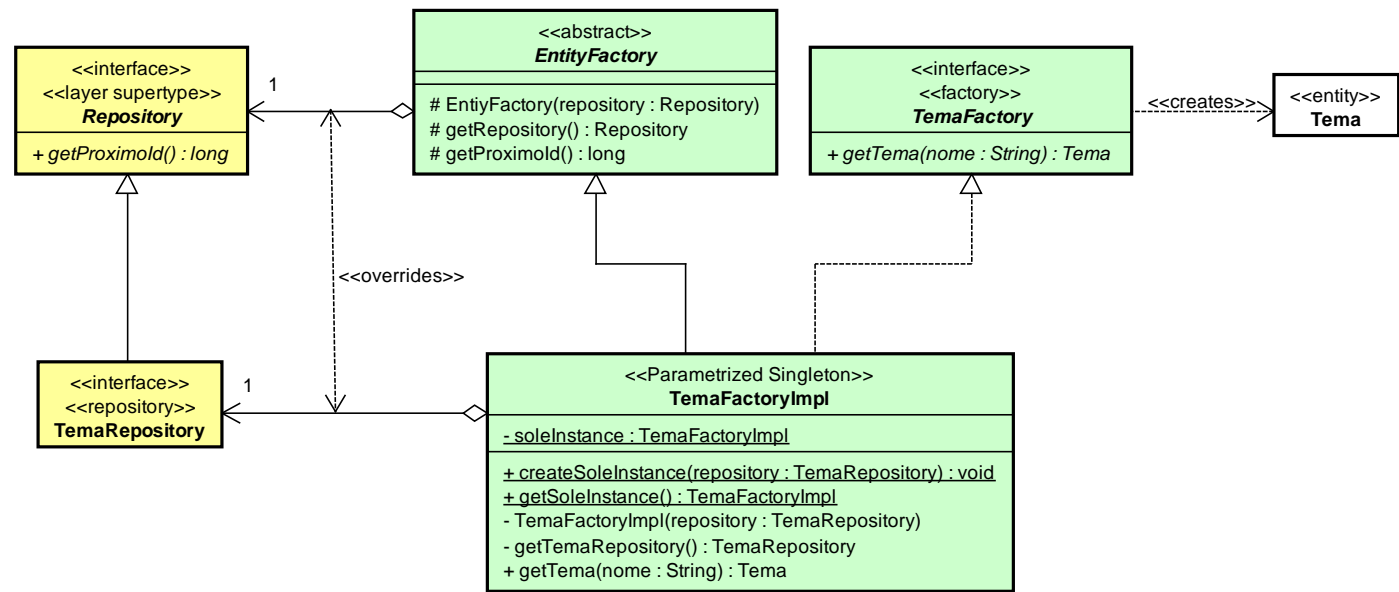 <<interface>>
<<layer supertype>>
Repository
+ getProximoId() : long
1
<<abstract>>
EntityFactory
# EntiyFactory(repository : Repository)
# getRepository() : Repository
# getProximoId() : long
<<interface>>
<<factory>>
TemaFactory
+ getTema(nome : String) : Tema
<<creates>>
<<entity>>
Tema
<<overrides>>
<<interface>>
<<repository>>
TemaRepository
1
<<Parametrized Singleton>>
TemaFactoryImpl
- soleInstance : TemaFactoryImpl
+ createSoleInstance(repository : TemaRepository) : void
+ getSoleInstance() : TemaFactoryImpl
- TemaFactoryImpl(repository : TemaRepository)
- getTemaRepository() : TemaRepository
+ getTema(nome : String) : Tema